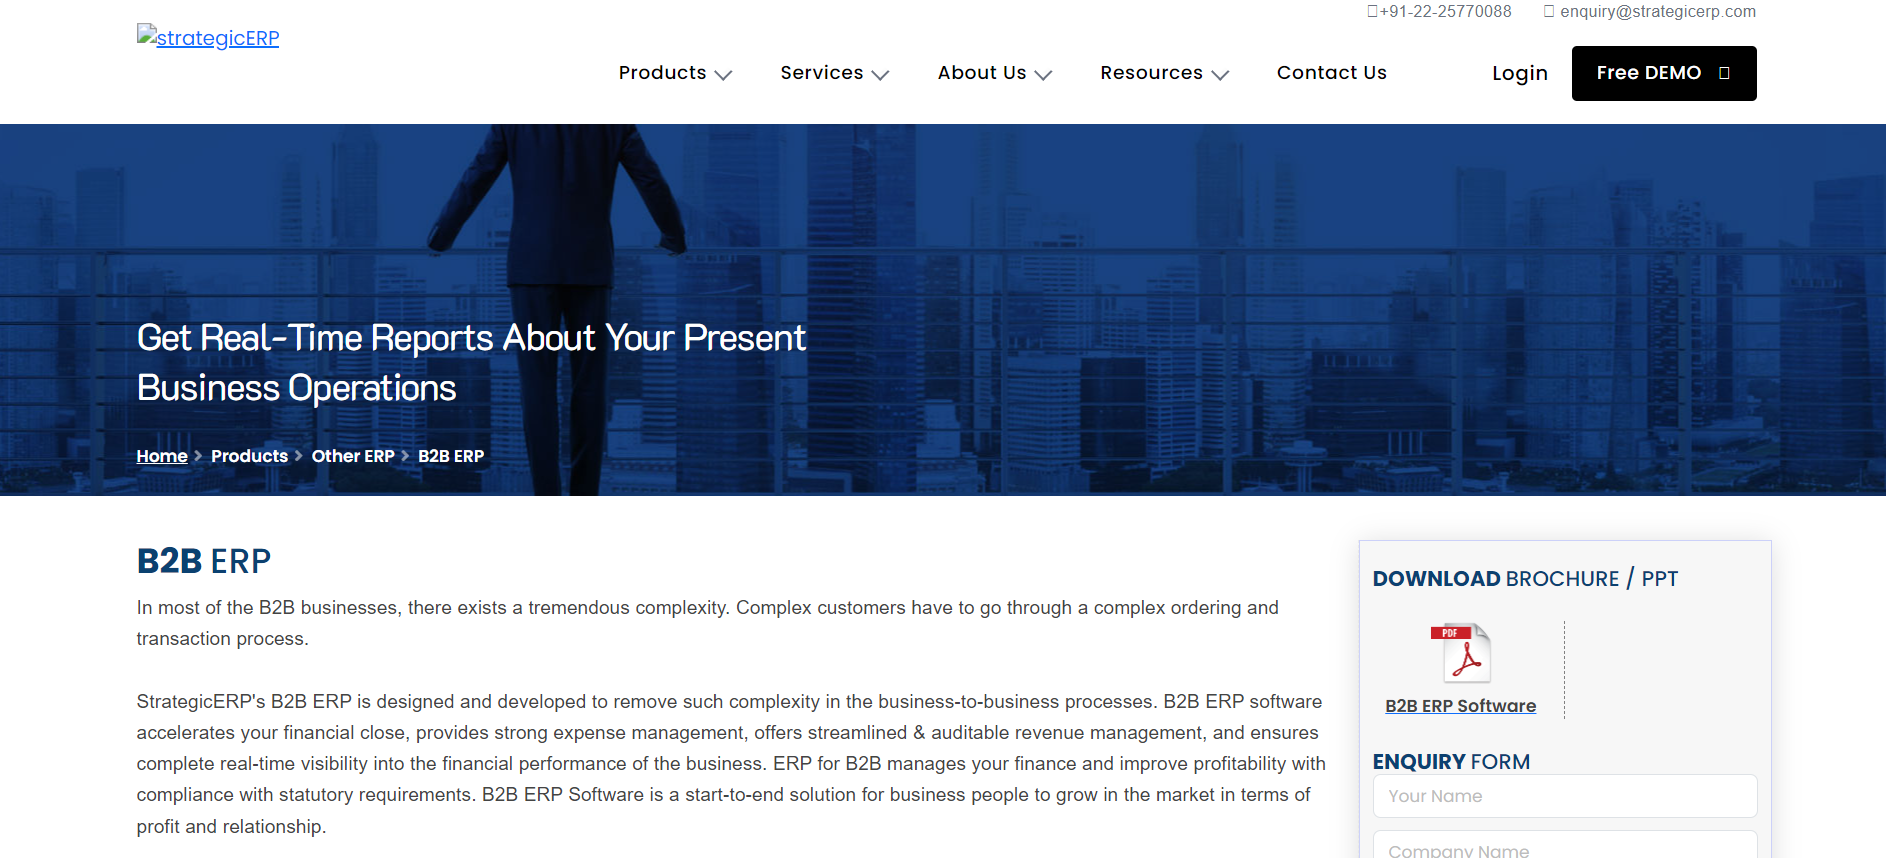 +91-22-25770088 enquiry@strategicerp.com
strategicERP
Products Services About Us Resources Contact Us Login Free DEMO
Get Real-Time Reports About Your Present
Business Operations
Home Products Other ERP B2B ERP
B2B ERP
In most of the B2B businesses, there exists a tremendous complexity. Complex customers have to go through a complex ordering and
transaction process.
StrategicERP's B2B ERP is designed and developed to remove such complexity in the business-to-business processes. B2B ERP software
accelerates your financial close, provides strong expense management, offers streamlined & auditable revenue management, and ensures
complete real-time visibility into the financial performance of the business. ERP for B2B manages your finance and improve profitability with
compliance with statutory requirements. B2B ERP Software is a start-to-end solution for business people to grow in the market in terms of
profit and relationship.
DOWNLOAD BROCHURE / PPT
PDF
B2B ERP Software
ENQUIRY FORM
Your Name
Company Name